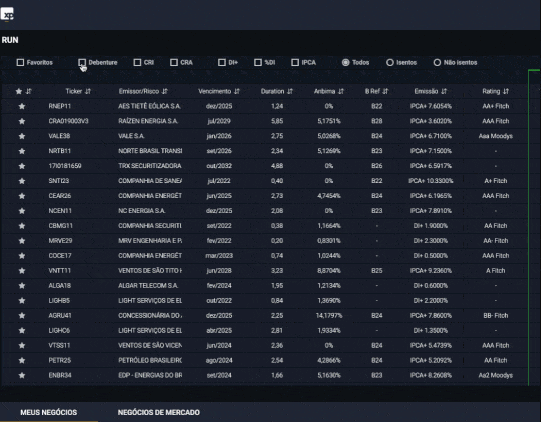 xp
RUN
Favoritos Debenture CRI CRA DI+ %DI IPCA Todos Isentos Não isentos
Ticker Emissor/Risco Vencimento Duration Anbima B Ref Emissão Rating
RNEP11 AES TIETÊ EÓLICA S.A. dez/2025 1,24 0% B22 IPCA+ 7.6054% AA+ Fitch
CRA019003V3 RAÍZEN ENERGIA S.A. jul/2029 5,85 5,1751% B28 IPCA+ 3.6020% AAA Fitch
VALE38 VALE S.A. jan/2026 2,75 5,0268% B24 IPCA+ 6.7100% Aaa Moodys
NRTB11 NORTE BRASIL TRANSI set/2026 2,34 5,1269% B23 IPCA+ 7.1500% -
17I0181659 TRX SECURITIZADORA out/2032 4,88 0% B26 IPCA+ 6.5917% -
SNTI23 COMPANHIA DE SANEA jul/2022 0,40 0% B22 IPCA+ 10.3300% A+ Fitch
CEAR26 COMPANHIA ENERGÉT jun/2025 2,73 4,7454% B24 IPCA+ 6.1965% AAA Fitch
NCEN11 NC ENERGIA S.A. dez/2025 2,08 0% B23 IPCA+ 7.8910% -
CBMG11 COMPANHIA SECURITI set/2022 0,38 1,1664% - DI+ 1.9000% AA Fitch
MRVE29 MRV ENGENHARIA E PA fev/2022 0,20 0,8301% - DI+ 2.3000% AA- Fitch
COCE17 COMPANHIA ENERGÉT mar/2023 0,74 1,0244% - DI+ 0.5000% AAA Fitch
VNTT11 VENTOS DE SÃO TITO H jun/2028 3,23 8,8704% B25 IPCA+ 9.2360% A Fitch
ALGA18 ALGAR TELECOM S.A. fev/2024 1,95 1,2134% - DI+ 0.6000% -
LIGHB5 LIGHT SERVIÇOS DE EL out/2022 0,84 1,3690% - DI+ 2.2000% -
AGRU41 CONCESSIONÁRIA DO dez/2025 2,25 14,1797% B24 IPCA+ 7.8600% BB- Fitch
LIGHC6 LIGHT SERVIÇOS DE EL abr/2025 2,81 1,9334% - DI+ 1.3500% -
VTSS11 VENTOS DE SÃO VICEN jun/2024 2,36 0% B24 IPCA+ 5.4739% AAA Fitch
PETR25 PETRÓLEO BRASILEIRO ago/2024 2,54 4,2866% B24 IPCA+ 5.2092% AA Fitch
ENBR34 EDP - ENERGIAS DO BR set/2024 1,66 5,1630% B23 IPCA+ 8.2608% Aa2 Moodys
MEUS NEGÓCIOS NEGÓCIOS DE MERCADO